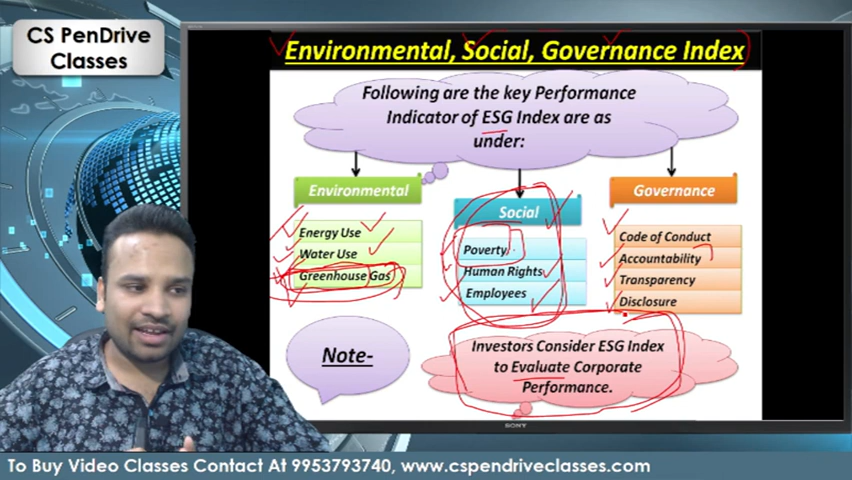 CS PenDrive
Classes
Environmental, Social, Governance Index
Following are the key Performance
Indicator of ESG Index are as
under:
Environmental
Energy Use
Water Use
Greenhouse Gas
Social
Poverty
Human Rights
Employees
Governance
Code of Conduct
Accountability
Transparency
Disclosure
Note-
Investors Consider ESG Index
to Evaluate Corporate
Performance.
SONY
To Buy Video Classes Contact At 9953793740, www.cspendriveclasses.com